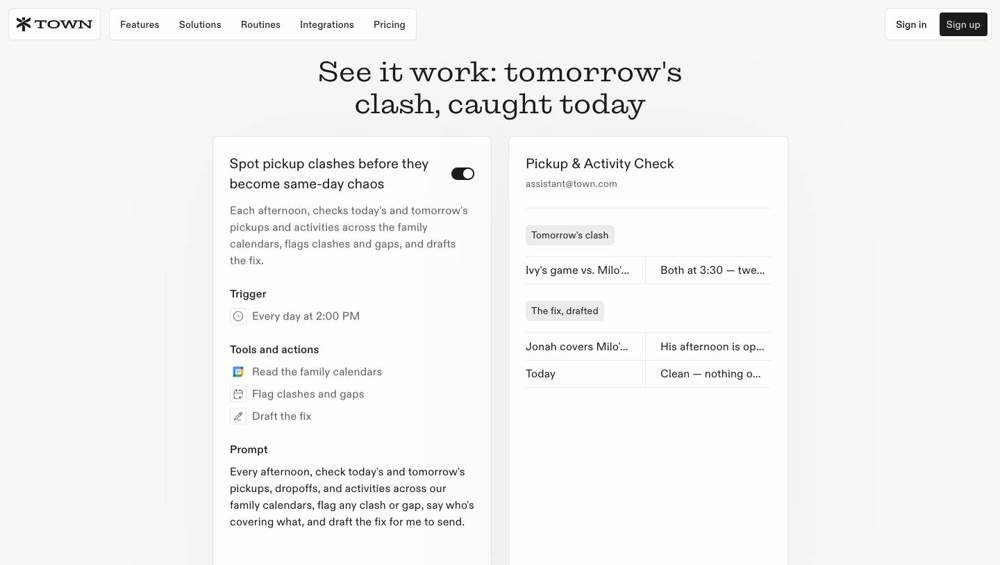 TOWN
Features
Solutions
Routines
Integrations
Pricing
Sign in
Sign up
See it work: tomorrow's
clash, caught today
Spot pickup clashes before they
become same-day chaos
Each afternoon, checks today's and tomorrow's
pickups and activities across the family
calendars, flags clashes and gaps, and drafts
the fix.
Trigger
Every day at 2:00 PM
Tools and actions
Read the family calendars
Flag clashes and gaps
Draft the fix
Prompt
Every afternoon, check today's and tomorrow's
pickups, dropoffs, and activities across our
family calendars, flag any clash or gap, say who's
covering what, and draft the fix for me to send.
Pickup & Activity Check
assistant@town.com
Tomorrow's clash
Ivy's game vs. Milo'...
Both at 3:30 — twe...
The fix, drafted
Jonah covers Milo'...
His afternoon is op...
Today
Clean — nothing o...